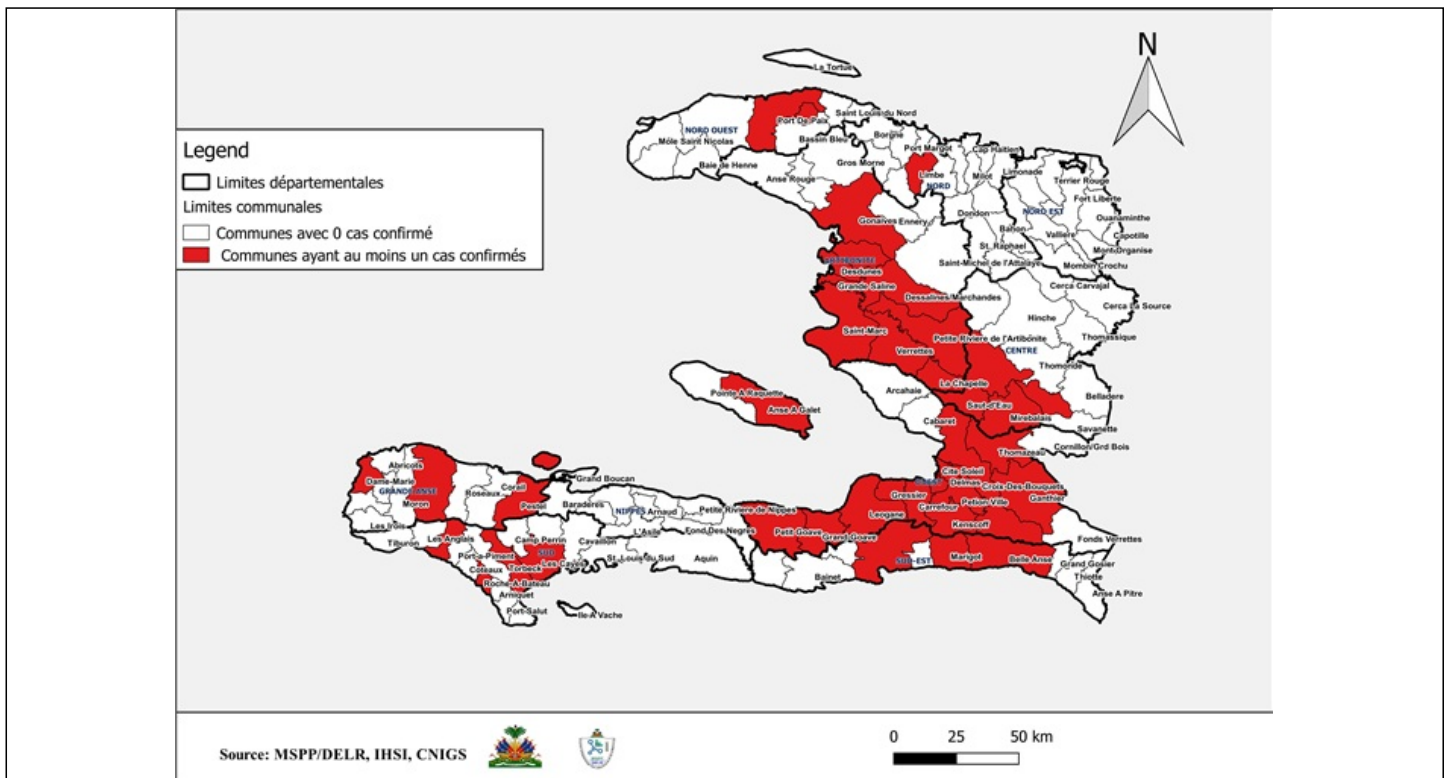 N
La Tortue
Saint Louis du Nord
Port De Paix
NORD OUEST
Môle Saint Nicolas
Bassin Bleu
Borgne
Port Margot
Cap Haitien
Baie de Henne
Gros Morne
Limbe
Milot
Limonade
Terrier Rouge
Anse Rouge
NORD
Fort Liberte
Gonaives
Ennery
Dondon
NORD EST
Ouanaminthe
Bahon
Valliere
Capotille
St. Raphael
Mont-Organise
Saint-Michel de l'Attalaye
Mombin Crochu
ARTIBONITE
Desdunes
Grande Saline
Dessalines/Marchandes
Cerca Carvajal
Cerca La Source
Hinche
Saint-Marc
Petite Riviere de l'Artibonite
Thomassique
Verrettes
CENTRE
Thomonde
La Chapelle
Belladere
Arcahaie
Saut-d'Eau
Mirebalais
Cabaret
Savanette
Pointe A Raquette
Anse A Galet
Cornillon/Grd Bois
Thomazeau
Cite Soleil
Delmas
Croix-Des-Bouquets
OUEST
Gressier
Carrefour
Petion Ville
Ganthier
Leogane
Kenscoff
Petit Goave
Grand Goave
Fonds Verrettes
Abricots
Dame-Marie
GRANDE ANSE
Moron
Roseaux
Corail
Pestel
Grand Boucan
Baraderes
NIPPES
Arnaud
Petite Riviere de Nippes
Les Irois
Tiburon
Les Anglais
Camp Perrin
Cavaillon
L'Asile
Fond Des Negres
Port-a-Piment
SUD
Les Cayes
St. Louis du Sud
Aquin
Coteaux
Torbeck
Roche-A-Bateau
Arniquet
Port-Salut
Ile A Vache
Bainet
SUD-EST
Marigot
Belle Anse
Grand Gosier
Thiotte
Anse A Pitre
Legend
Limites départementales
Limites communales
Communes avec 0 cas confirmé
Communes ayant au moins un cas confirmés
Source: MSPP/DELR, IHSI, CNIGS
0 25 50 km